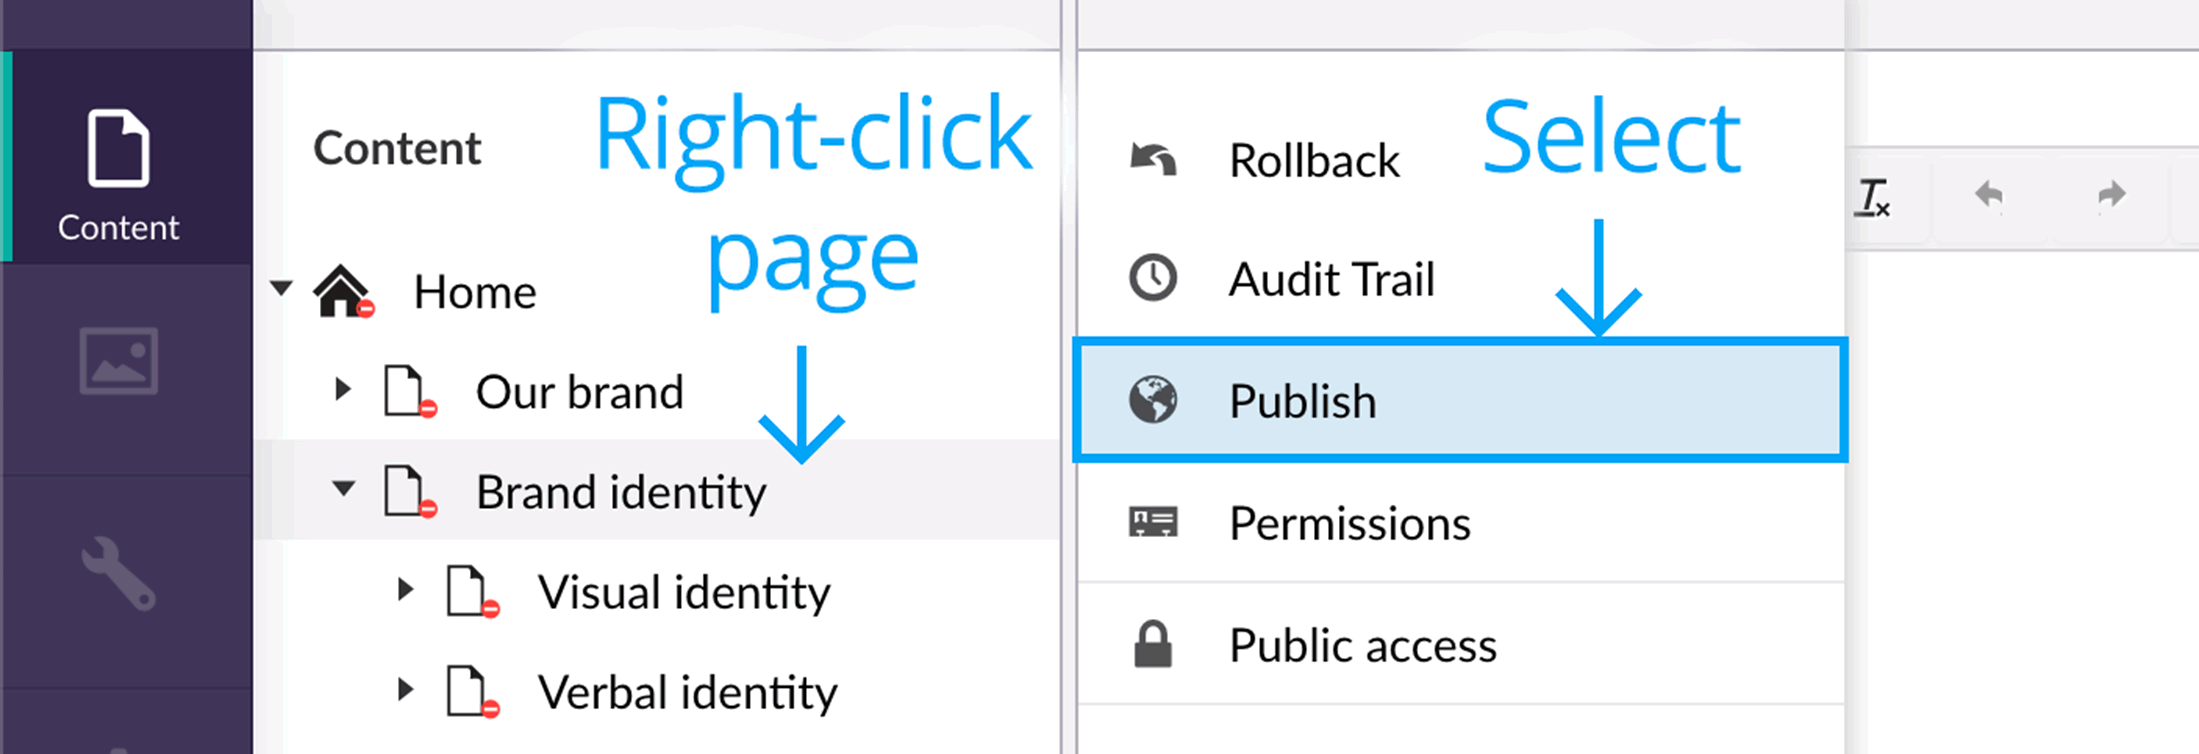 Content
Content
Right-click
page
Home
Our brand
Brand identity
Visual identity
Verbal identity
Select
Rollback
Audit Trail
Publish
Permissions
Public access